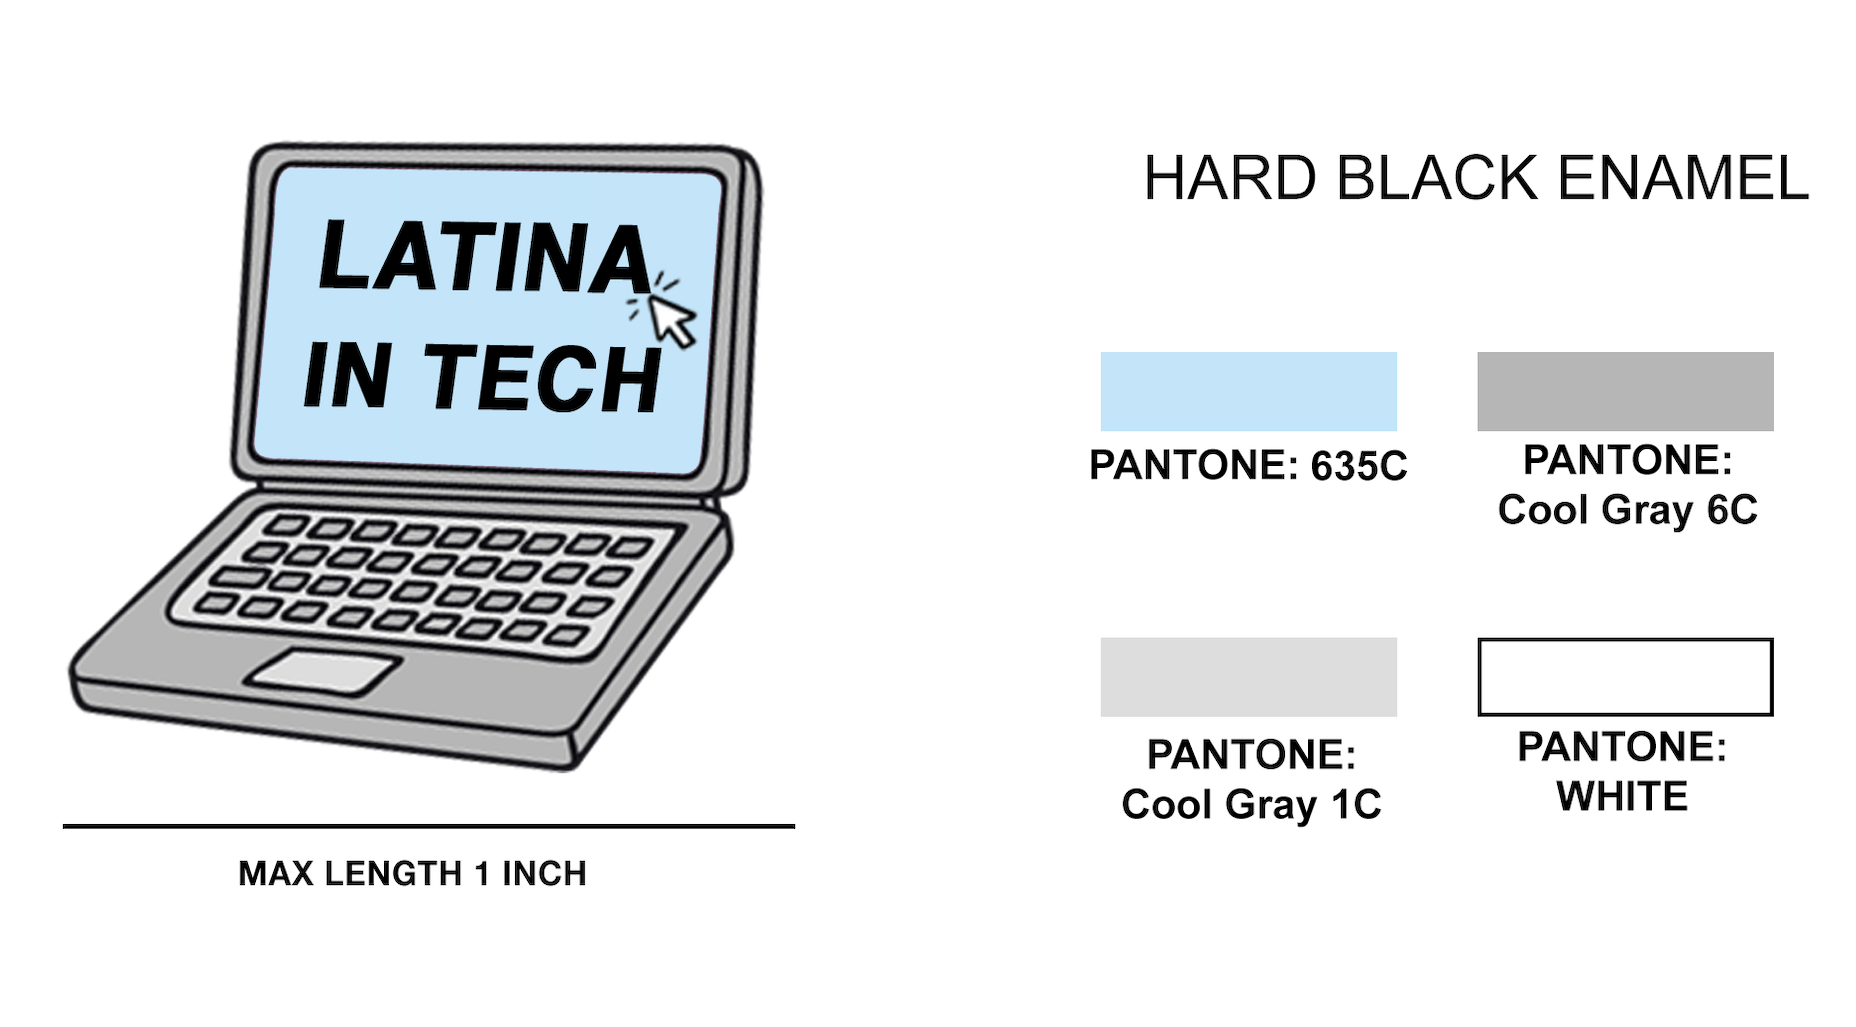 LATINA
IN TECH
MAX LENGTH 1 INCH
HARD BLACK ENAMEL
PANTONE: 635C
PANTONE:
Cool Gray 6C
PANTONE:
Cool Gray 1C
PANTONE:
WHITE